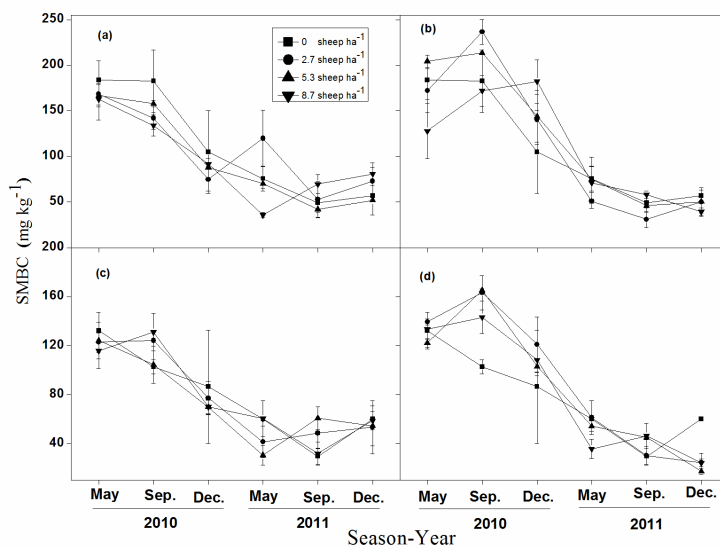 250
200
150
100
50
200
160
120
80
40
SMBC (mg kg-1)
(a)
0 sheep ha-1
2.7 sheep ha-1
5.3 sheep ha-1
8.7 sheep ha-1
(b)
(c)
(d)
May Sep. Dec. May Sep. Dec. May Sep. Dec. May Sep. Dec.
2010 2011 2010 2011
Season-Year